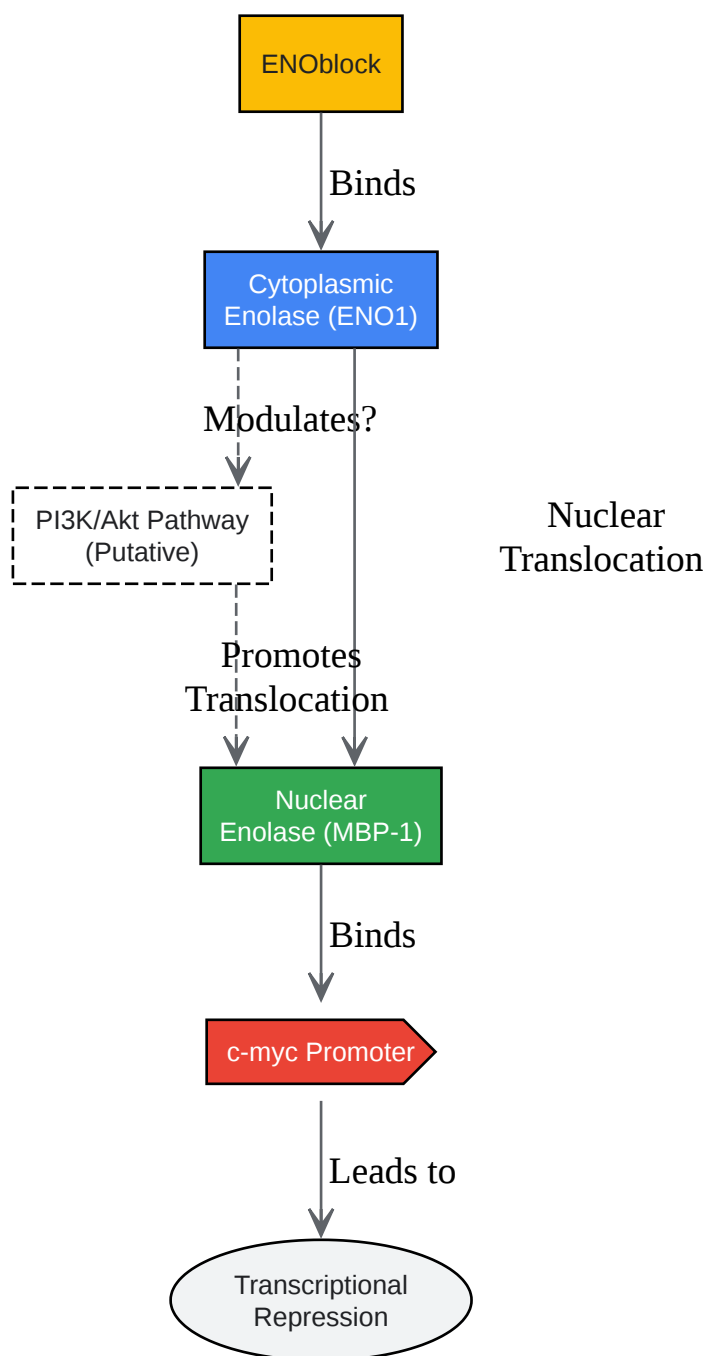 ENOblock
Binds
Cytoplasmic
Enolase (ENO1)
Modulates?
PI3K/Akt Pathway
(Putative)
Nuclear
Translocation
Promotes
Translocation
Nuclear
Enolase (MBP-1)
Binds
c-myc Promoter
Leads to
Transcriptional
Repression